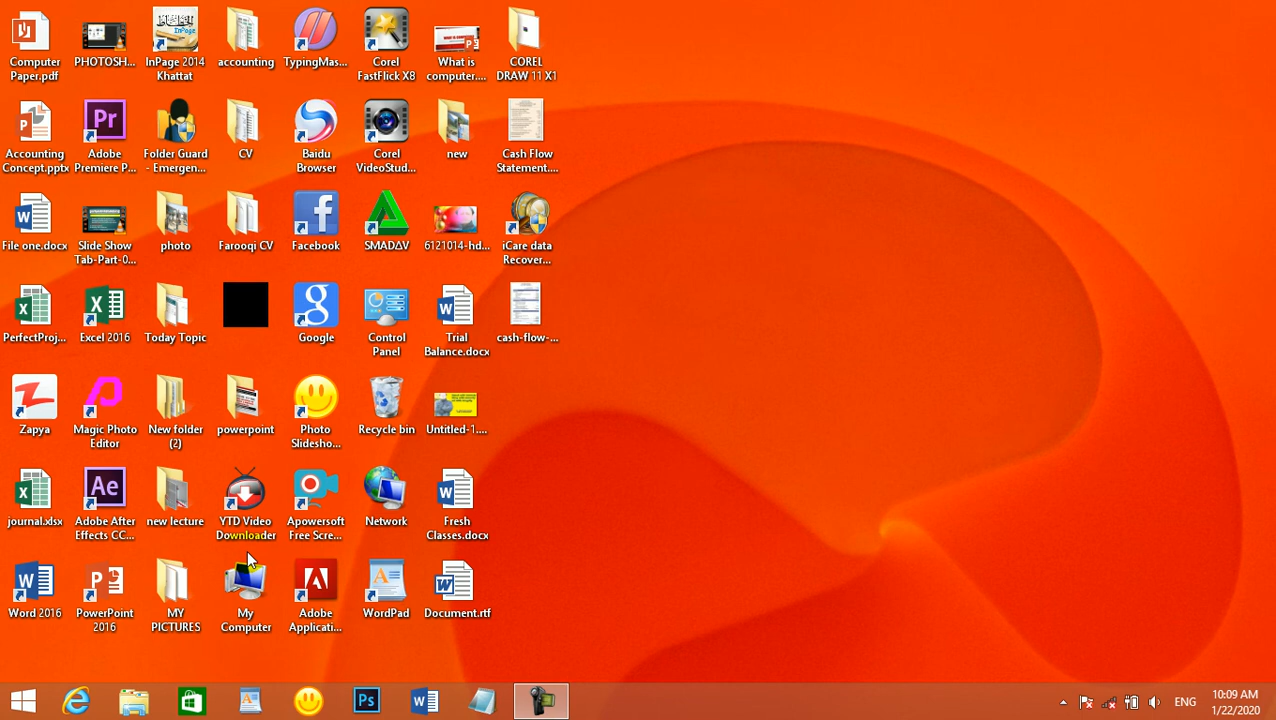 Computer
Paper.pdf
PHOTOSH...
InPage 2014
Khattat
accounting
TypingMas...
Corel
FastFlick X8
What is
computer....
COREL
DRAW 11 X1
Accounting
Concept.pptx
Adobe
Premiere P...
Folder Guard
- Emergen...
CV
Baidu
Browser
Corel
VideoStud...
new
Cash Flow
Statement....
File one.docx
Slide Show
Tab-Part-0...
photo
Farooqi CV
Facebook
SMADΔV
6121014-hd...
iCare data
Recover...
PerfectProj...
Excel 2016
Today Topic
Google
Control
Panel
Trial
Balance.docx
cash-flow-...
Zapya
Magic Photo
Editor
New folder
(2)
powerpoint
Photo
Slidesho...
Recycle bin
Untitled-1....
journal.xlsx
Adobe After
Effects CC...
new lecture
YTD Video
Downloader
Apowersoft
Free Scre...
Network
Fresh
Classes.docx
Word 2016
PowerPoint
2016
MY
PICTURES
My
Computer
Adobe
Applicati...
WordPad
Document.rtf
ENG
10:09 AM
1/22/2020